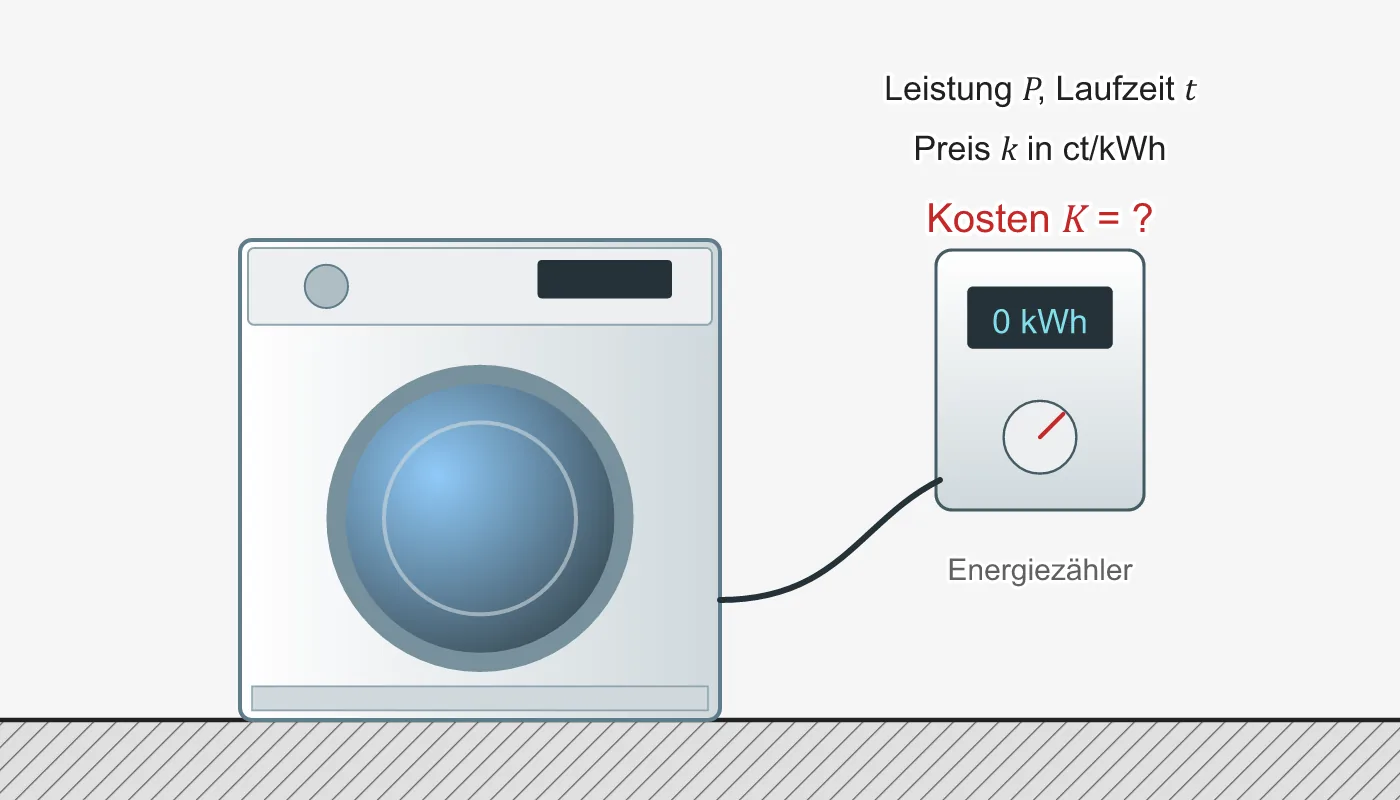 Leistung P, Laufzeit t
Preis k in ct/kWh
Kosten K = ?
0 kWh
Energiezähler